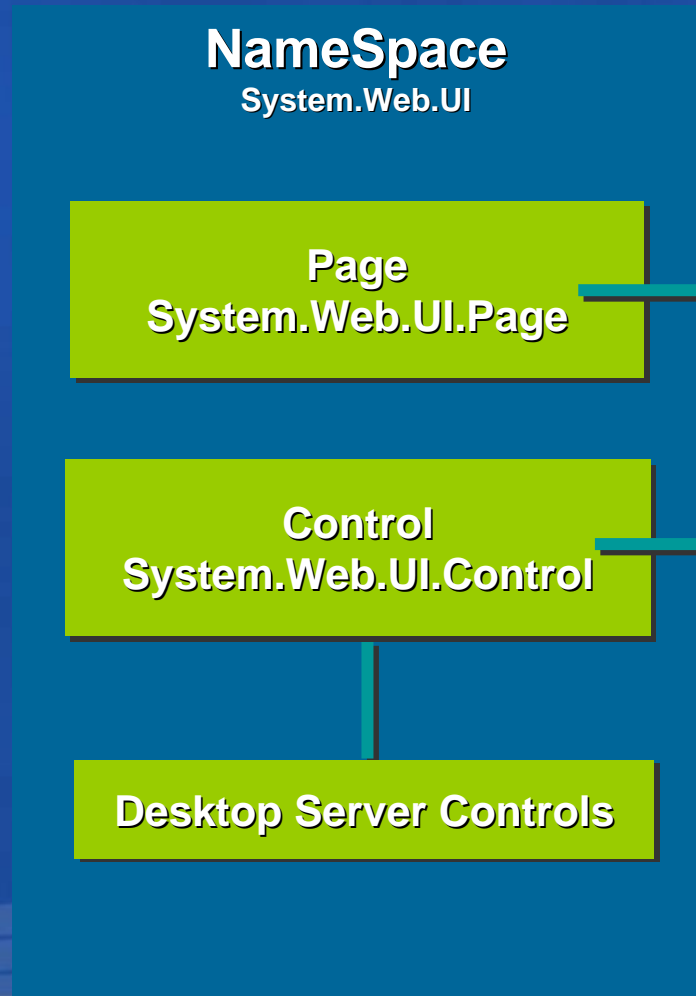 NameSpace
System.Web.UI
Page
System.Web.UI.Page
Control
System.Web.UI.Control
Desktop Server Controls